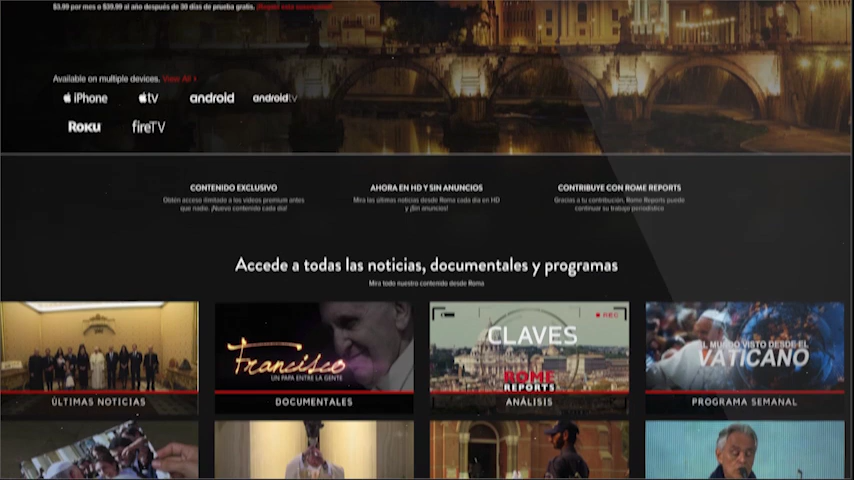 $3.99 por mes o $39.99 al año después de 30 días de prueba gratis.
Available on multiple devices. View All >
iPhone tv android androidtv
ROKU fireTV
CONTENIDO EXCLUSIVO
Obtén acceso ilimitado a los videos premium antes
que nadie. ¡Nuevo contenido cada día!
AHORA EN HD Y SIN ANUNCIOS
Mira las últimas noticias desde Roma cada día en HD
y ¡Sin anuncios!
CONTRIBUYE CON ROME REPORTS
Gracias a tu contribución, Rome Reports puede
continuar su trabajo periodístico
Accede a todas las noticias, documentales y programas
Mira todo nuestro contenido desde Roma
ÚLTIMAS NOTICIAS
Francisco
UN PAPA ENTRE LA GENTE
DOCUMENTALES
REC
CLAVES
ROME
REPORTS
ANÁLISIS
EL MUNDO VISTO DESDE EL
VATICANO
PROGRAMA SEMANAL